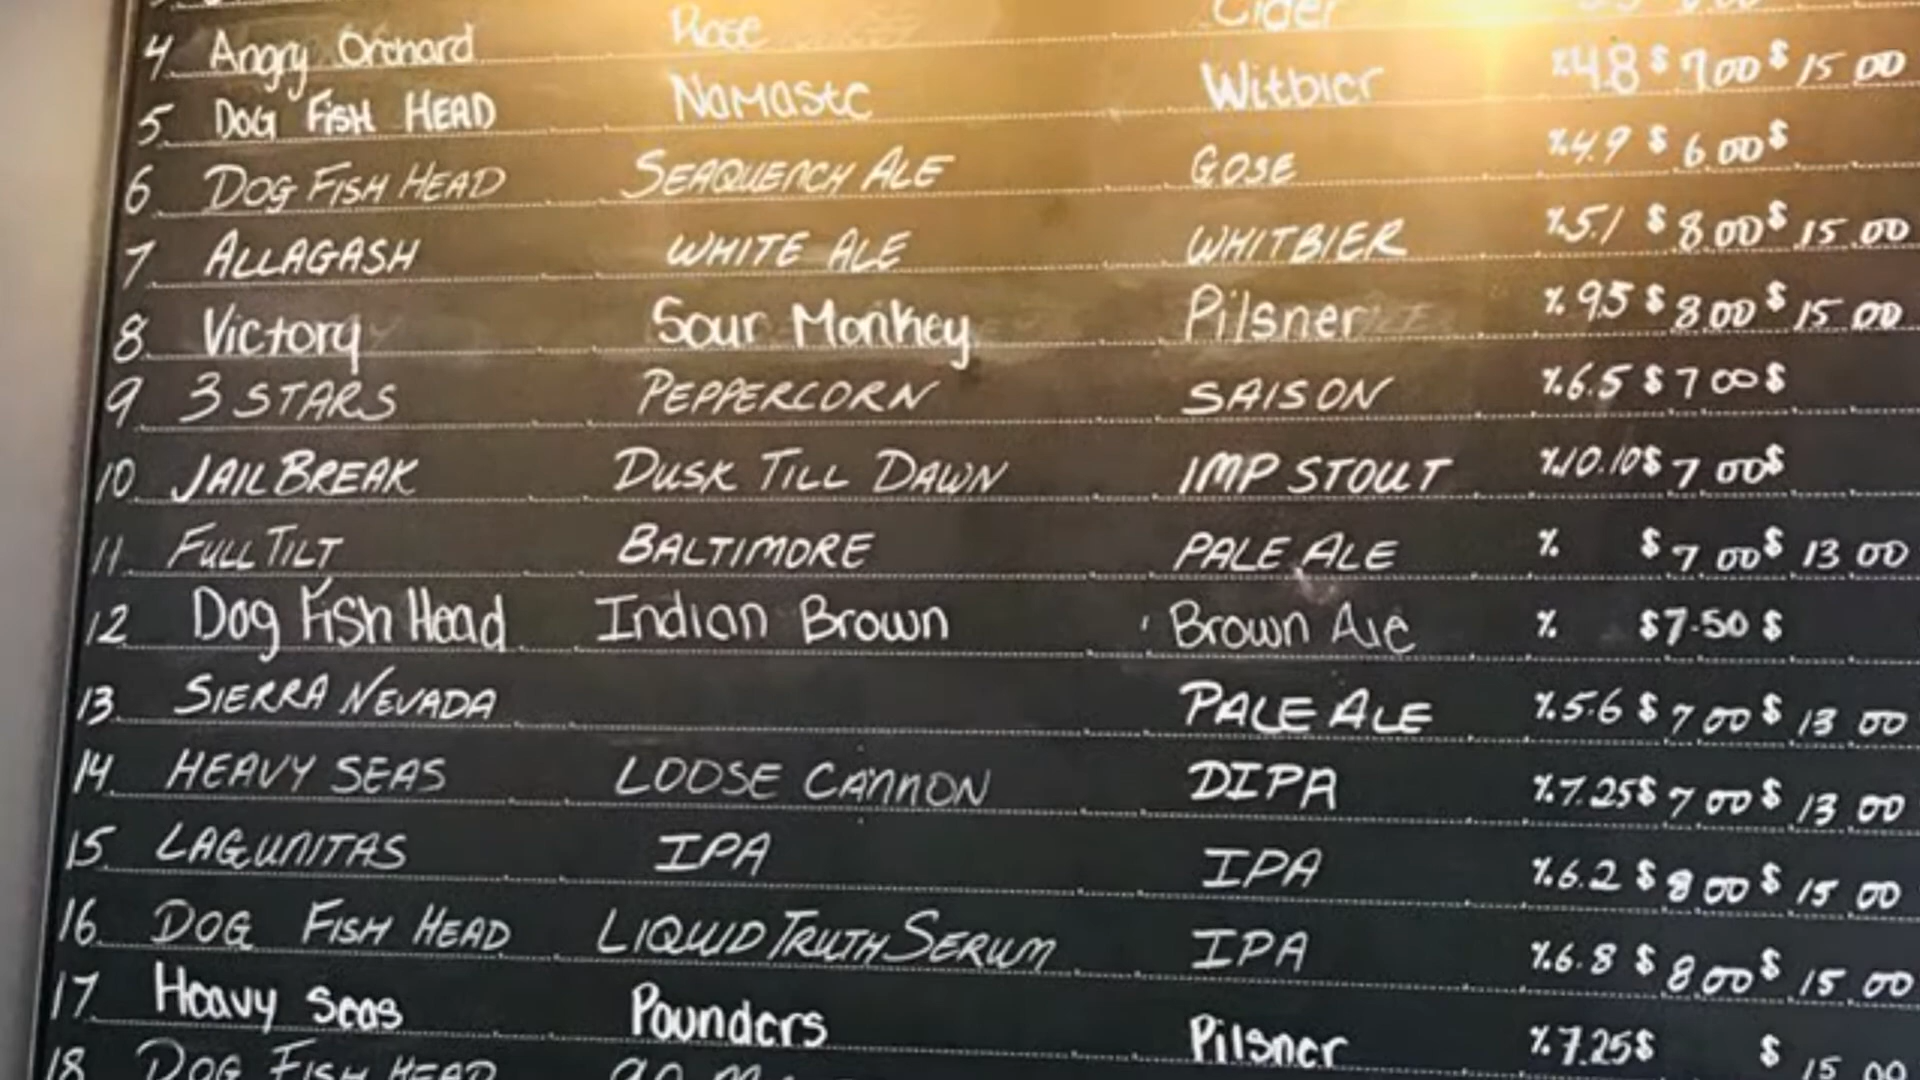 4 Angry Orchard Rose Cider
5 DOG FISH HEAD Namaste Witbier %4.8 $ 7 00 $ 15 00
6 DOG FISH HEAD SEAQUENCH ALE GOSE %4.9 $ 6.00 $
7 ALLAGASH WHITE ALE WHITBIER %5.1 $ 8.00 $ 15 00
8 Victory Sour Monkey Pilsner % 9.5 $ 8 00 $ 15 00
9 3 STARS PEPPERCORN SAISON %6.5 $ 7 00 $
10 JAILBREAK DUSK TILL DAWN IMP STOUT %10.10 $ 7 00 $
11 FULL TILT BALTIMORE PALE ALE % $ 7 00 $ 13 00
12 Dog Fish Head Indian Brown Brown Ale % $7.50 $
13 SIERRA NEVADA PALE ALE %5.6 $ 7 00 $ 13 00
14 HEAVY SEAS LOOSE CANNON DIPA %7.25 $ 7 00 $ 13 00
15 LAGUNITAS IPA IPA %6.2 $ 8 00 $ 15 00
16 DOG FISH HEAD LIQUID TRUTH SERUM IPA %6.8 $ 8.00 $ 15 00
17 Heavy Seas Pounders Pilsner %7.25 $ $ 15 00
18 DOG FISH HEAD 90